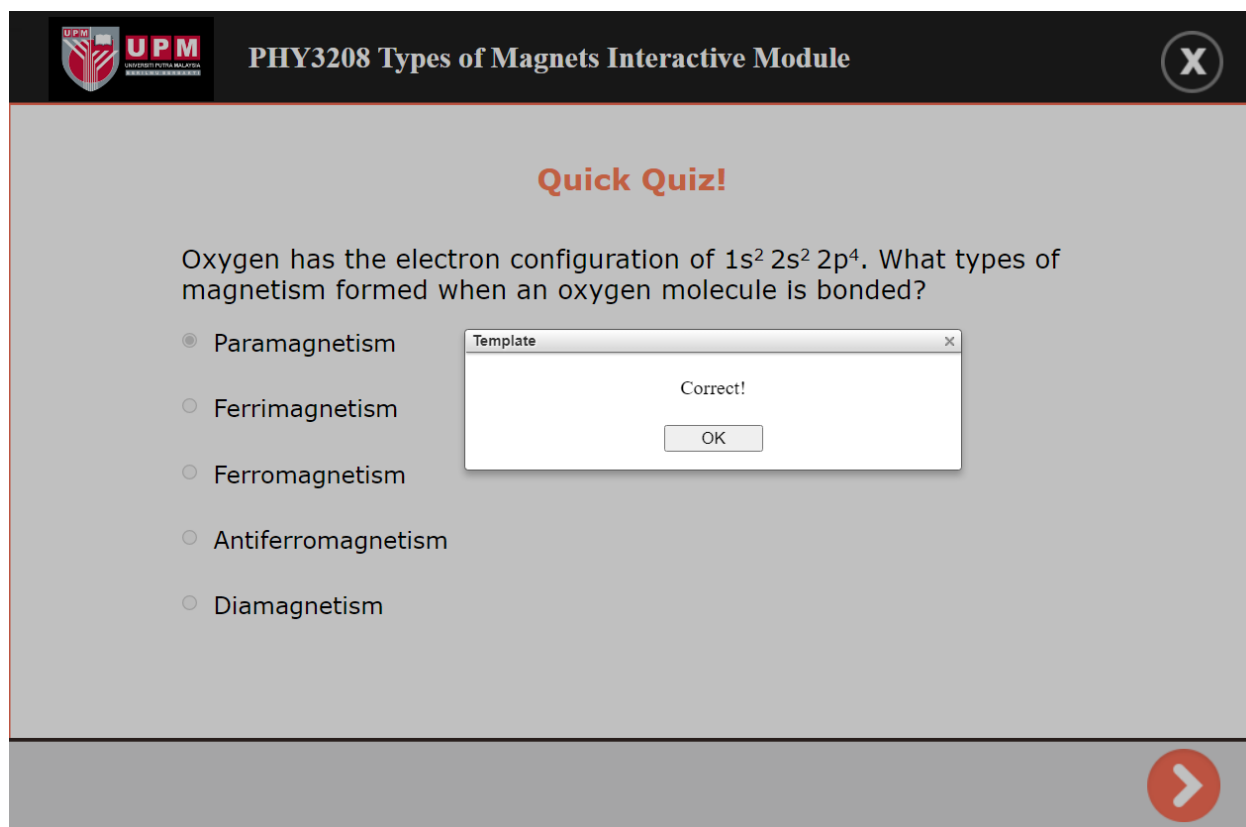 UPM
UPM
UNIVERSITI PUTRA MALAYSIA
BERILMU BERBAKTI
PHY3208 Types of Magnets Interactive Module
X
Quick Quiz!
Oxygen has the electron configuration of 1s² 2s² 2p⁴. What types of
magnetism formed when an oxygen molecule is bonded?
Paramagnetism
Template
×
Correct!
OK
Ferrimagnetism
Ferromagnetism
Antiferromagnetism
Diamagnetism